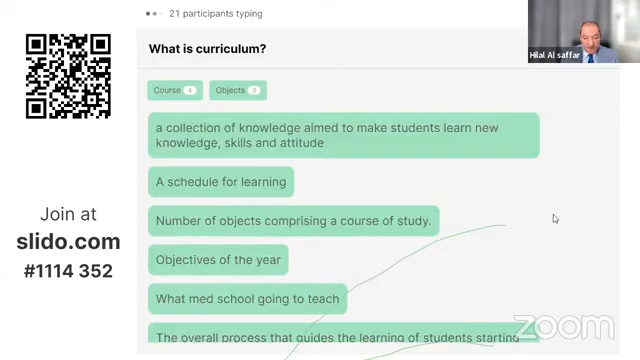 21 participants typing
What is curriculum?
Hilal Al saffar
Course 4
Objects 3
a collection of knowledge aimed to make students learn new
knowledge, skills and attitude
A schedule for learning
Number of objects comprising a course of study.
Objectives of the year
What med school going to teach
The overall process that guides the learning of students starting
Join at
slido.com
#1114 352
zoom